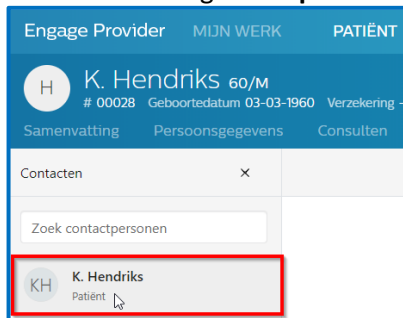 Engage Provider MIJN WERK PATIËNT
H K. Hendriks 60/M
# 00028 Geboortedatum 03-03-1960 Verzekering -
Samenvatting Persoonsgegevens Consulten
Contacten ×
Zoek contactpersonen
KH K. Hendriks
Patiënt